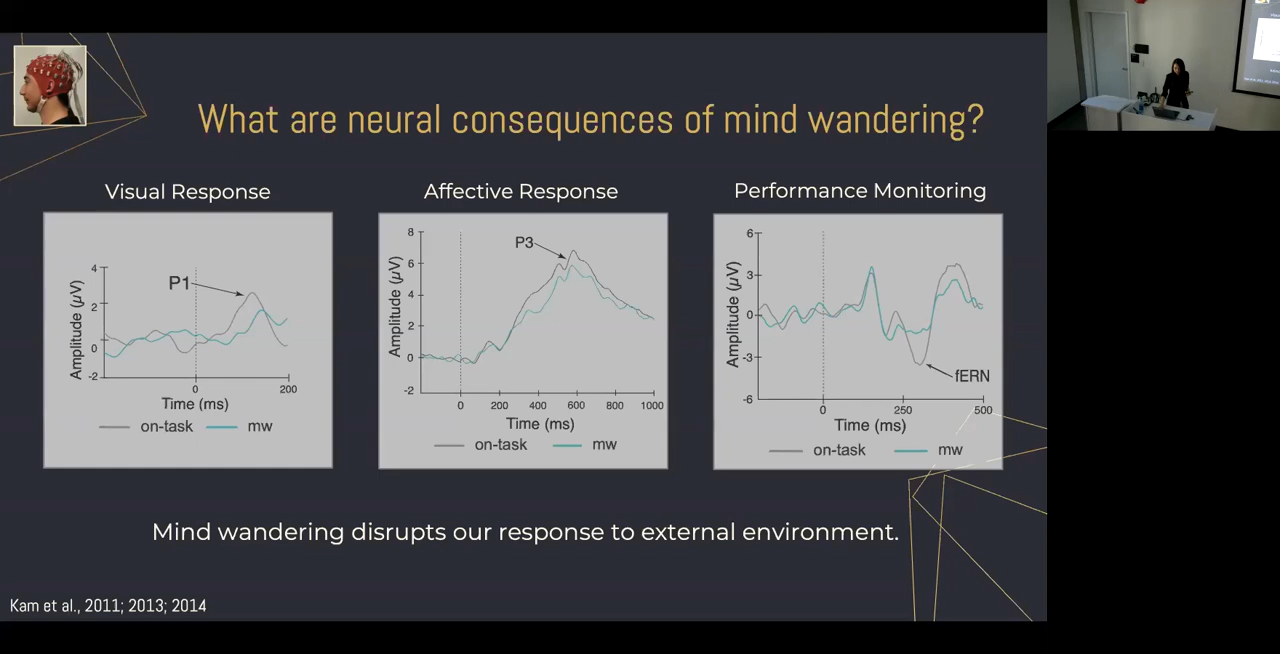 What are neural consequences of mind wandering?
Visual Response
4
2
0
-2
Amplitude (µV)
P1
0
200
Time (ms)
on-task
mw
Affective Response
8
6
4
2
0
-2
Amplitude (µV)
P3
0
200
400
600
800
1000
Time (ms)
on-task
mw
Performance Monitoring
6
3
0
-3
-6
Amplitude (µV)
fERN
0
250
500
Time (ms)
on-task
mw
Mind wandering disrupts our response to external environment.
Kam et al., 2011; 2013; 2014